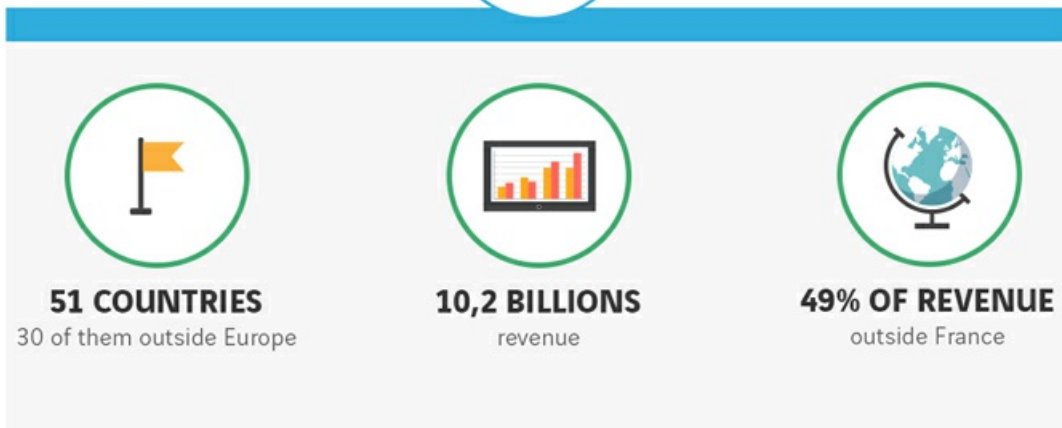 51 COUNTRIES
30 of them outside Europe
10,2 BILLIONS
revenue
49% OF REVENUE
outside France